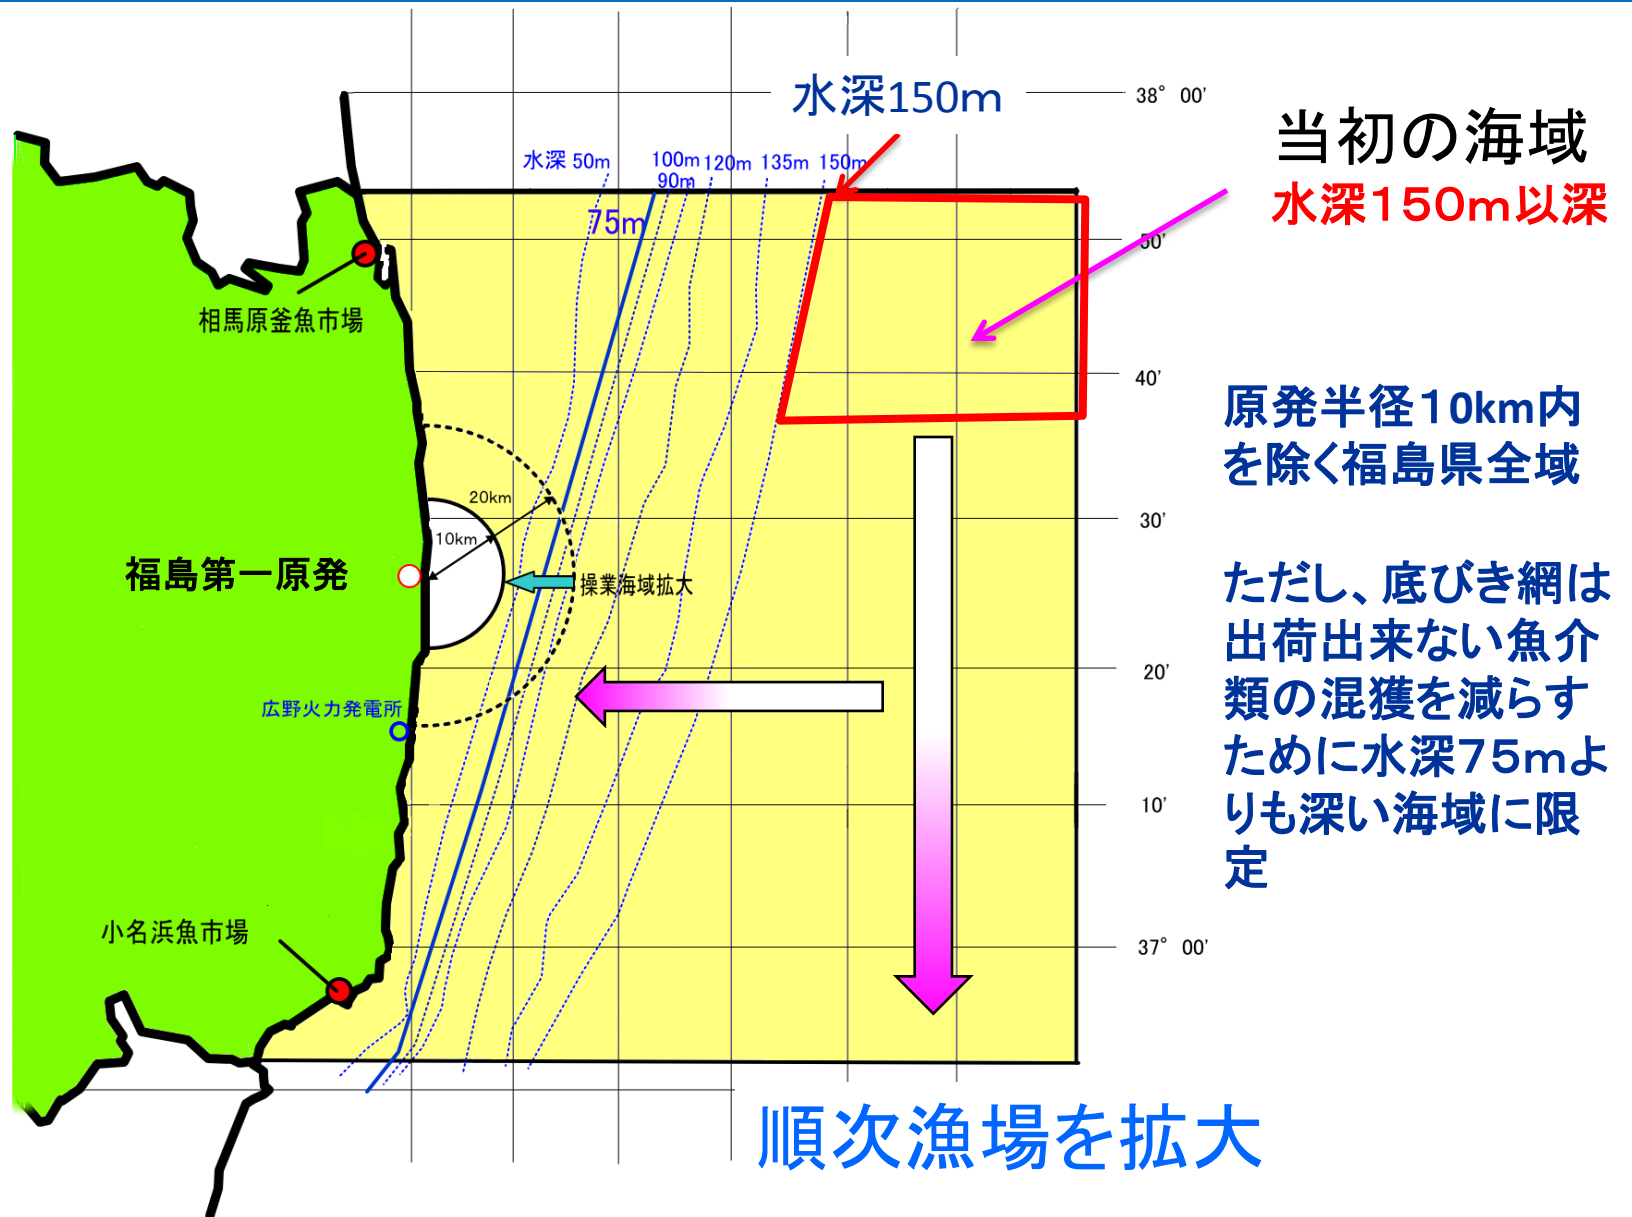 水深150m
38° 00'
当初の海域
水深150m以深
水深 50m
100m
120m
135m
150m
90m
75m
50'
相馬原釜魚市場
40'
原発半径10km内
を除く福島県全域
20km
30'
10km
福島第一原発
操業海域拡大
ただし、底びき網は
出荷出来ない魚介
類の混獲を減らす
ために水深75mよ
りも深い海域に限
定
20'
広野火力発電所
10'
小名浜魚市場
37° 00'
順次漁場を拡大